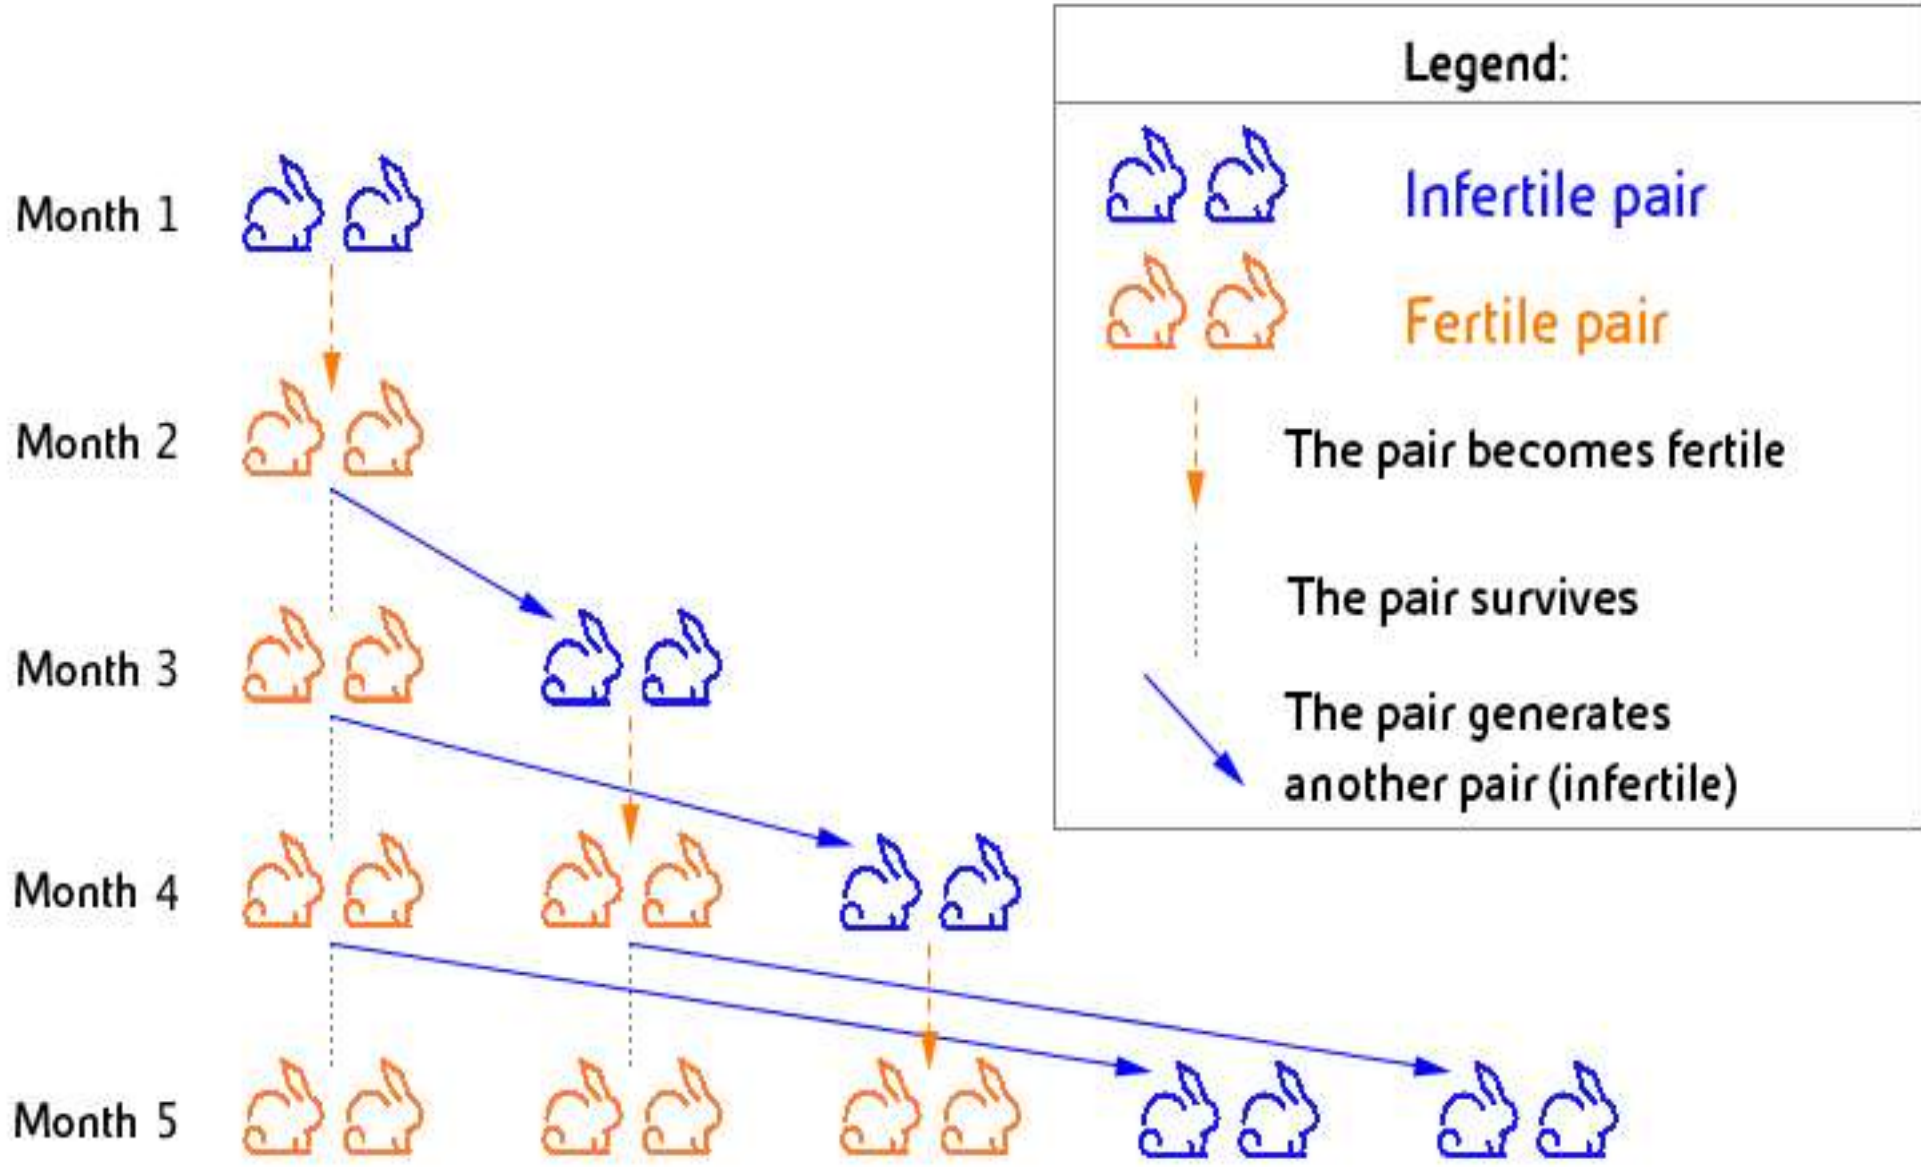 Legend:
Month 1
Infertile pair
Fertile pair
Month 2
The pair becomes fertile
The pair survives
Month 3
The pair generates
another pair (infertile)
Month 4
Month 5